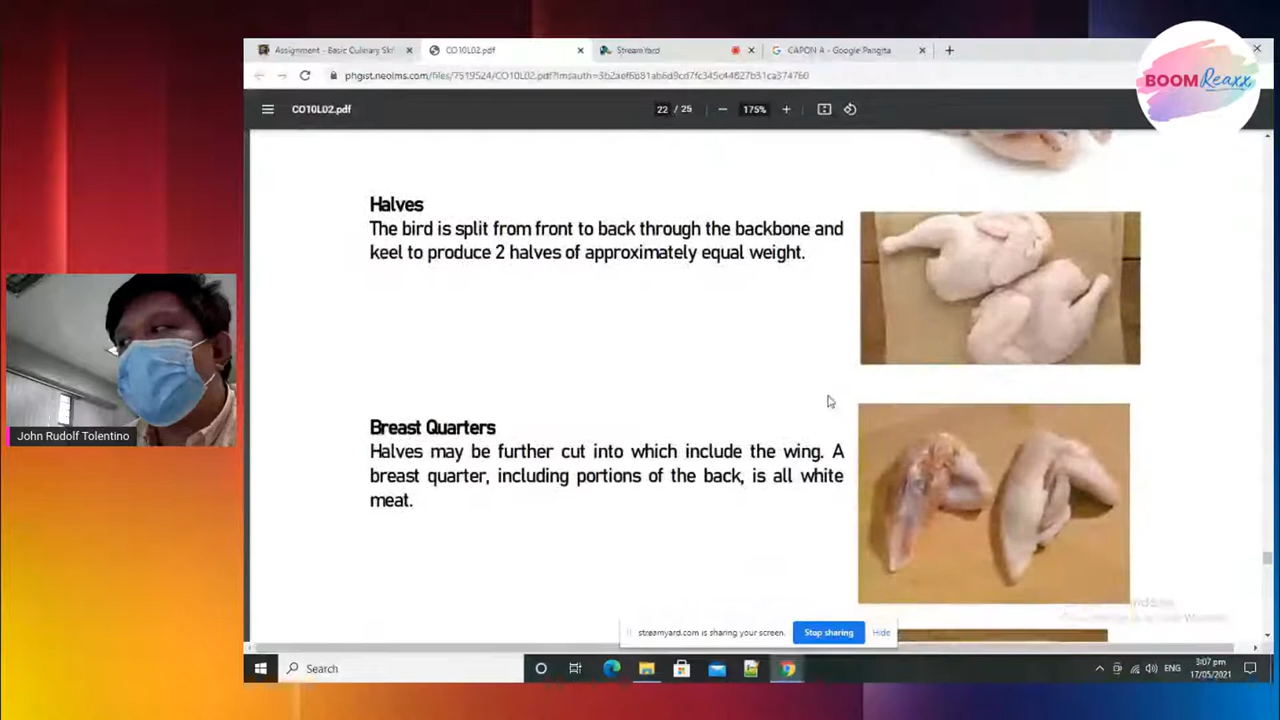 Assignment - Basic Culinary Skil
CO10L02.pdf
StreamYard
CAPON A - Google Pangita
BOOM Reaxx
CO10L02.pdf
22 / 25
175%
Halves
The bird is split from front to back through the backbone and
keel to produce 2 halves of approximately equal weight.
John Rudolf Tolentino
Breast Quarters
Halves may be further cut into which include the wing. A
breast quarter, including portions of the back, is all white
meat.
streamyard.com is sharing your screen.
Stop sharing
Hide
Search
ENG
3:07 pm
17/05/2021